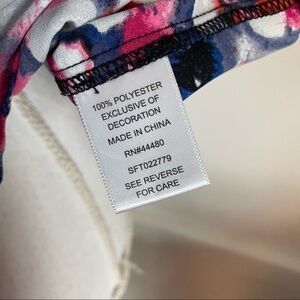 100% POLYESTER
EXCLUSIVE OF
DECORATION
MADE IN CHINA
RN#44480
SFT022779
SEE REVERSE
FOR CARE